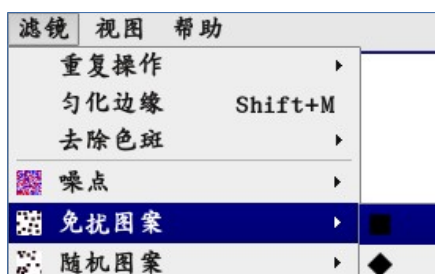 滤镜 视图 帮助
重复操作
匀化边缘 Shift+M
去除色斑
噪点
免扰图案
随机图案